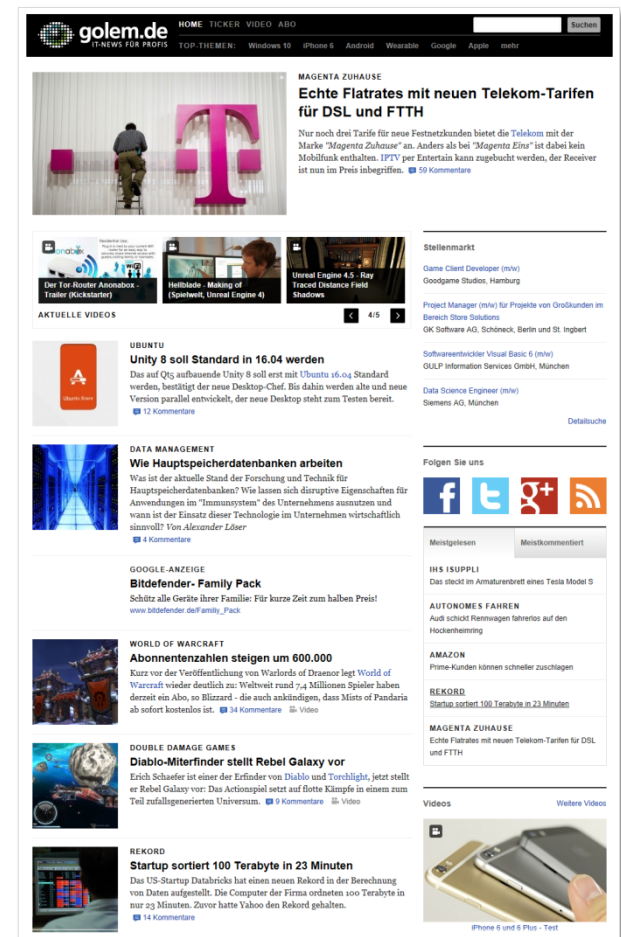 golem.de
IT-NEWS FÜR PROFIS
HOME TICKER VIDEO ABO
Suchen
TOP-THEMEN: Windows 10 iPhone 6 Android Wearable Google Apple mehr
MAGENTA ZUHAUSE
Echte Flatrates mit neuen Telekom-Tarifen
für DSL und FTTH
Nur noch drei Tarife für neue Festnetzkunden bietet die Telekom mit der
Marke "Magenta Zuhause" an. Anders als bei "Magenta Eins" ist dabei kein
Mobilfunk enthalten. IPTV per Entertain kann zugebucht werden, der Receiver
ist nun im Preis inbegriffen. 59 Kommentare
Der Tor-Router Anonabox -
Trailer (Kickstarter)
Hellblade - Making of
(Spielwelt, Unreal Engine 4)
Unreal Engine 4.5 - Ray
Traced Distance Field
Shadows
AKTUELLE VIDEOS
4/5
UBUNTU
Unity 8 soll Standard in 16.04 werden
Das auf Qt5 aufbauende Unity 8 soll erst mit Ubuntu 16.04 Standard
werden, bestätigt der neue Desktop-Chef. Bis dahin werden alte und neue
Version parallel entwickelt, der neue Desktop steht zum Testen bereit.
12 Kommentare
Ubuntu Store
DATA MANAGEMENT
Wie Hauptspeicherdatenbanken arbeiten
Was ist der aktuelle Stand der Forschung und Technik für
Hauptspeicherdatenbanken? Wie lassen sich disruptive Eigenschaften für
Anwendungen im "Immunsystem" des Unternehmens ausnutzen und
wann ist der Einsatz dieser Technologie im Unternehmen wirtschaftlich
sinnvoll? Von Alexander Löser
4 Kommentare
GOOGLE-ANZEIGE
Bitdefender- Family Pack
Schütz alle Geräte ihrer Familie: Für kurze Zeit zum halben Preis!
www.bitdefender.de/Familiy_Pack
WORLD OF WARCRAFT
Abonnentenzahlen steigen um 600.000
Kurz vor der Veröffentlichung von Warlords of Draenor legt World of
Warcraft wieder deutlich zu: Weltweit rund 7,4 Millionen Spieler haben
derzeit ein Abo, so Blizzard - die auch ankündigen, dass Mists of Pandaria
ab sofort kostenlos ist. 34 Kommentare Video
DOUBLE DAMAGE GAMES
Diablo-Miterfinder stellt Rebel Galaxy vor
Erich Schaefer ist einer der Erfinder von Diablo und Torchlight, jetzt stellt
er Rebel Galaxy vor: Das Actionspiel setzt auf flotte Kämpfe in einem zum
Teil zufallsgenerierten Universum. 9 Kommentare Video
REKORD
Startup sortiert 100 Terabyte in 23 Minuten
Das US-Startup Databricks hat einen neuen Rekord in der Berechnung
von Daten aufgestellt. Die Computer der Firma ordneten 100 Terabyte in
nur 23 Minuten. Zuvor hatte Yahoo den Rekord gehalten.
14 Kommentare
Stellenmarkt
Game Client Developer (m/w)
Goodgame Studios, Hamburg
Project Manager (m/w) für Projekte von Großkunden im
Bereich Store Solutions
GK Software AG, Schöneck, Berlin und St. Ingbert
Softwareentwickler Visual Basic 6 (m/w)
GULP Information Services GmbH, München
Data Science Engineer (m/w)
Siemens AG, München
Detailsuche
Folgen Sie uns
Meistgelesen Meistkommentiert
IHS ISUPPLI
Das steckt im Armaturenbrett eines Tesla Model S
AUTONOMES FAHREN
Audi schickt Rennwagen fahrerlos auf den
Hockenheimring
AMAZON
Prime-Kunden können schneller zuschlagen
REKORD
Startup sortiert 100 Terabyte in 23 Minuten
MAGENTA ZUHAUSE
Echte Flatrates mit neuen Telekom-Tarifen für DSL
und FTTH
Videos Weitere Videos
iPhone 6 und 6 Plus - Test